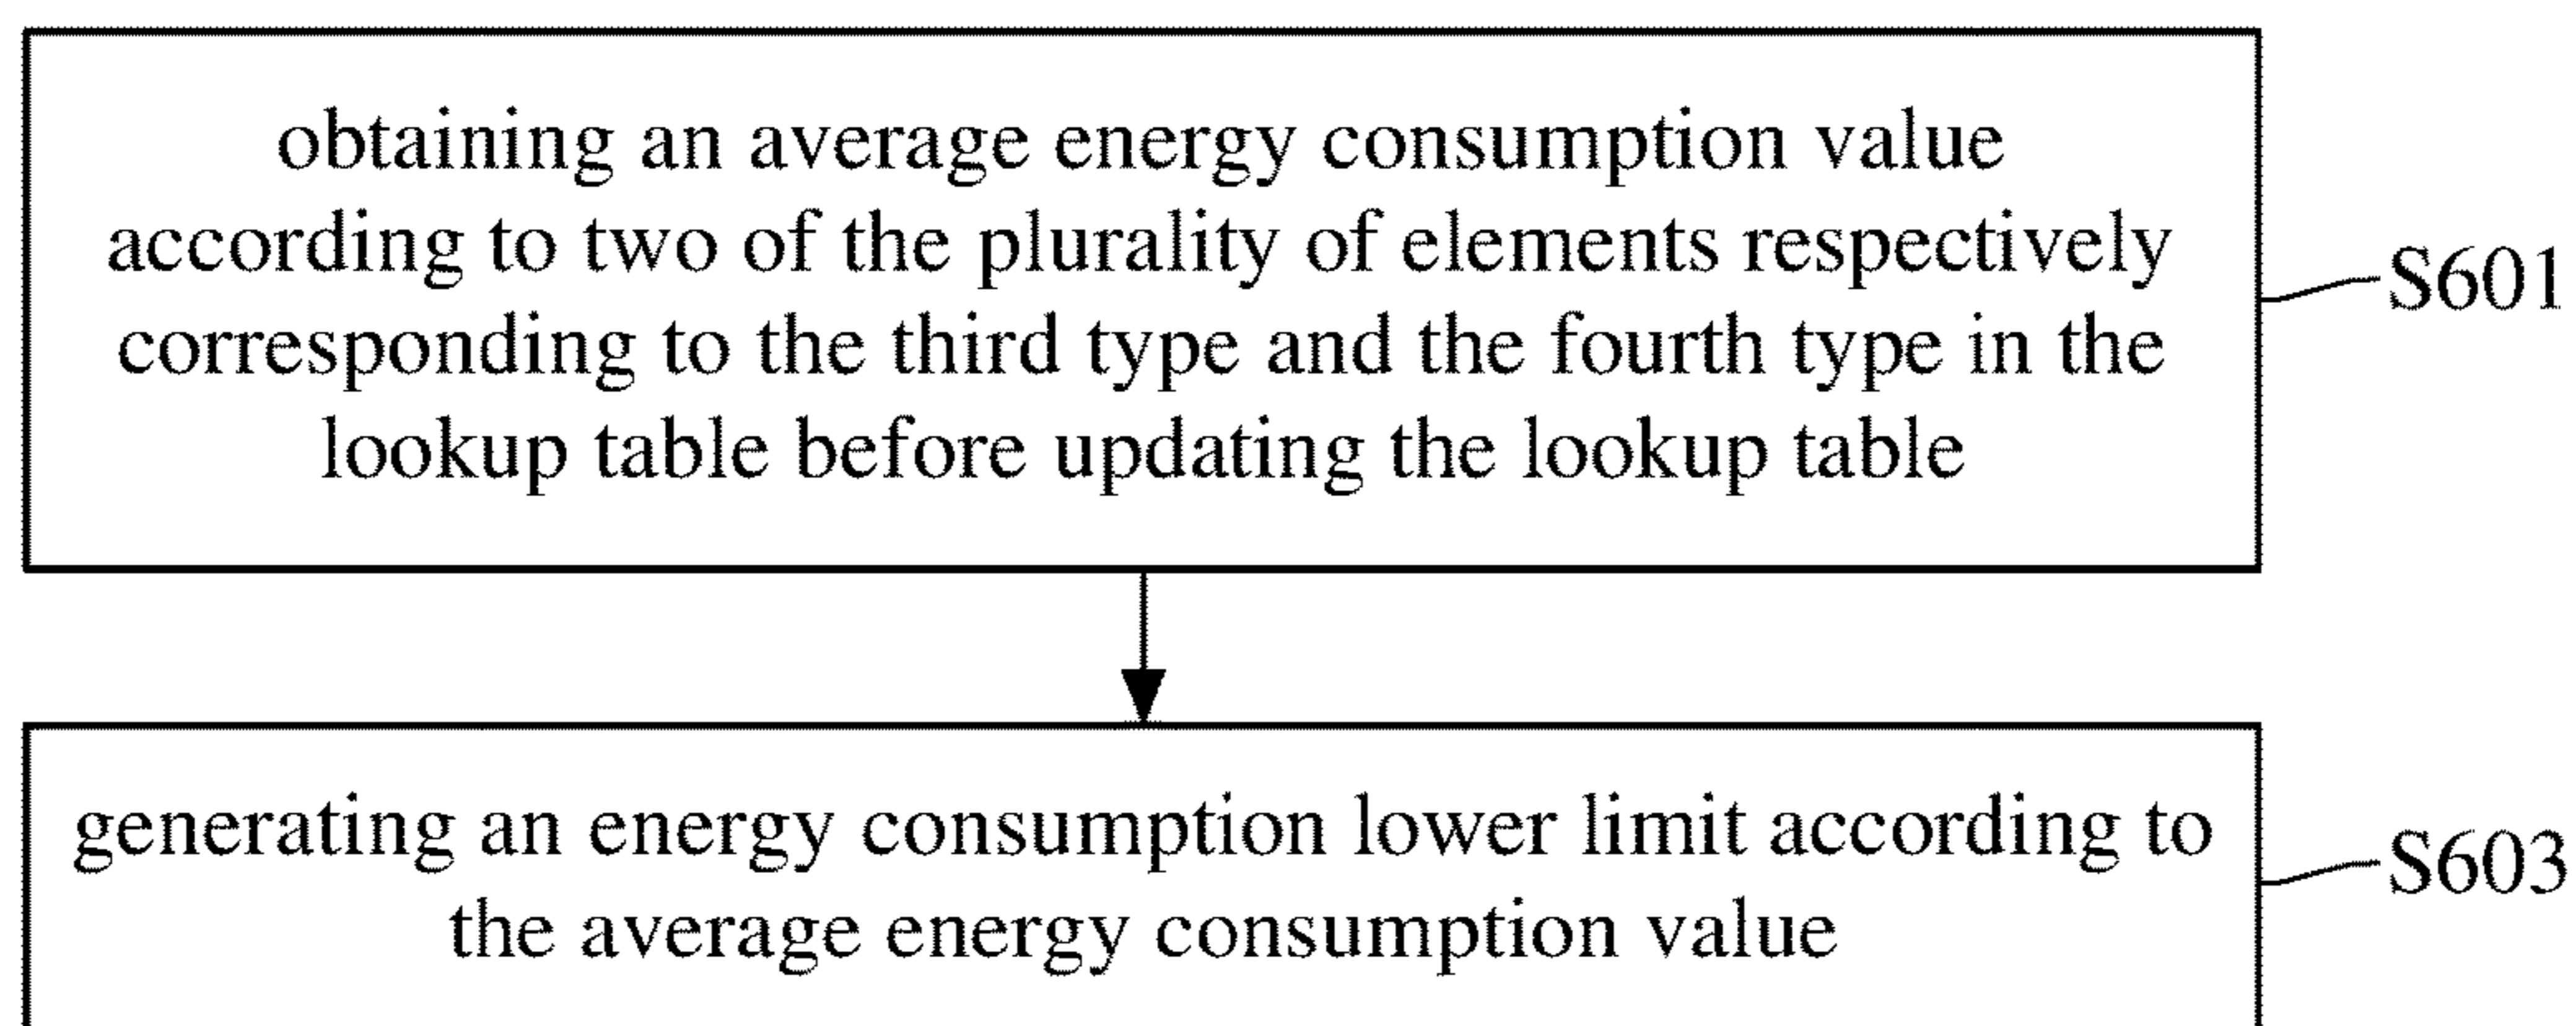 obtaining an average energy consumption value
according to two of the plurality of elements respectively
corresponding to the third type and the fourth type in the
lookup table before updating the lookup table
S601
generating an energy consumption lower limit according to
the average energy consumption value
S603